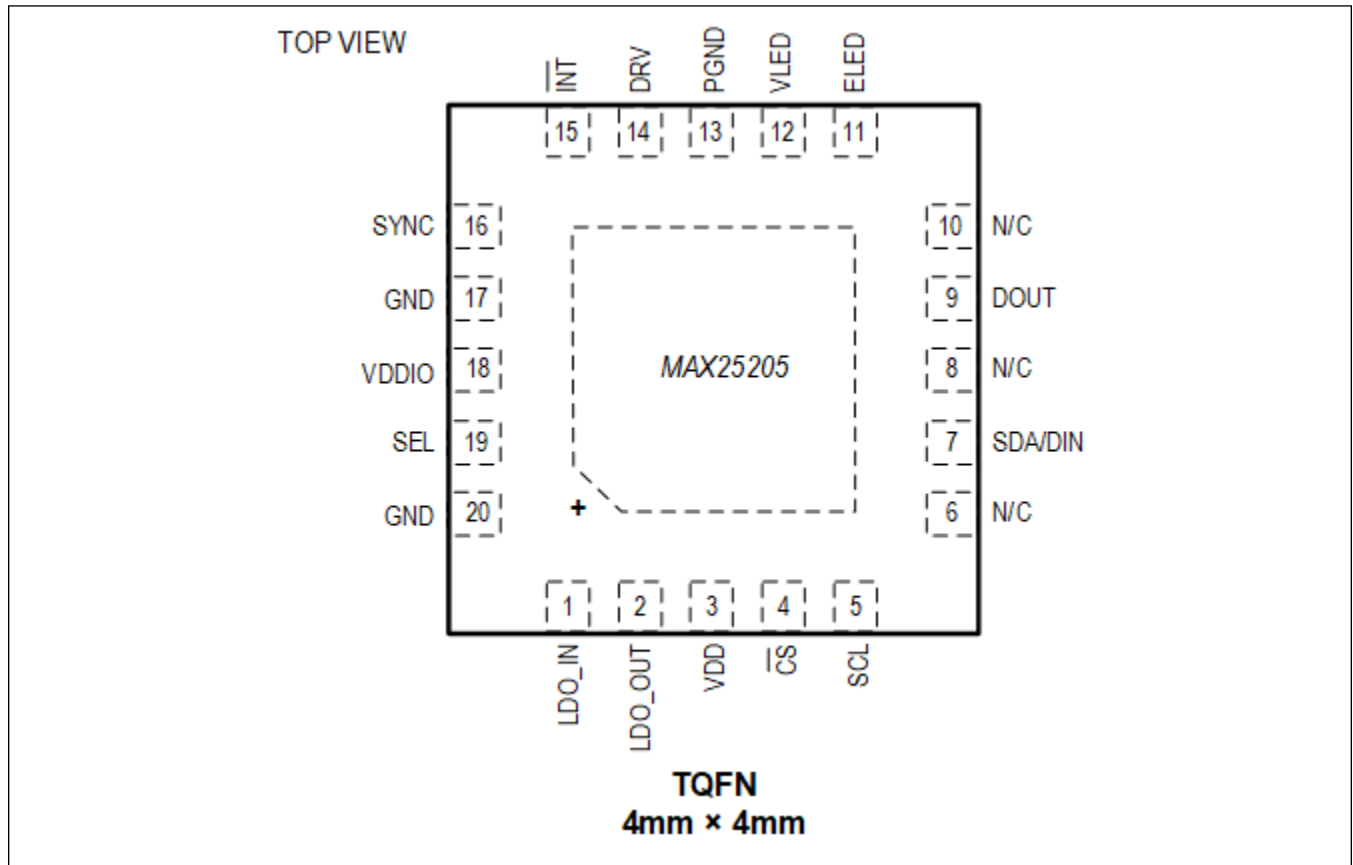 TOP VIEW
INT
DRV
PGND
VLED
ELED
15
14
13
12
11
SYNC
16
10
N/C
GND
17
9
DOUT
VDDIO
18
MAX25205
8
N/C
SEL
19
7
SDA/DIN
GND
20
+
6
N/C
1
2
3
4
5
LDO_IN
LDO_OUT
VDD
CS
SCL
TQFN
4mm × 4mm